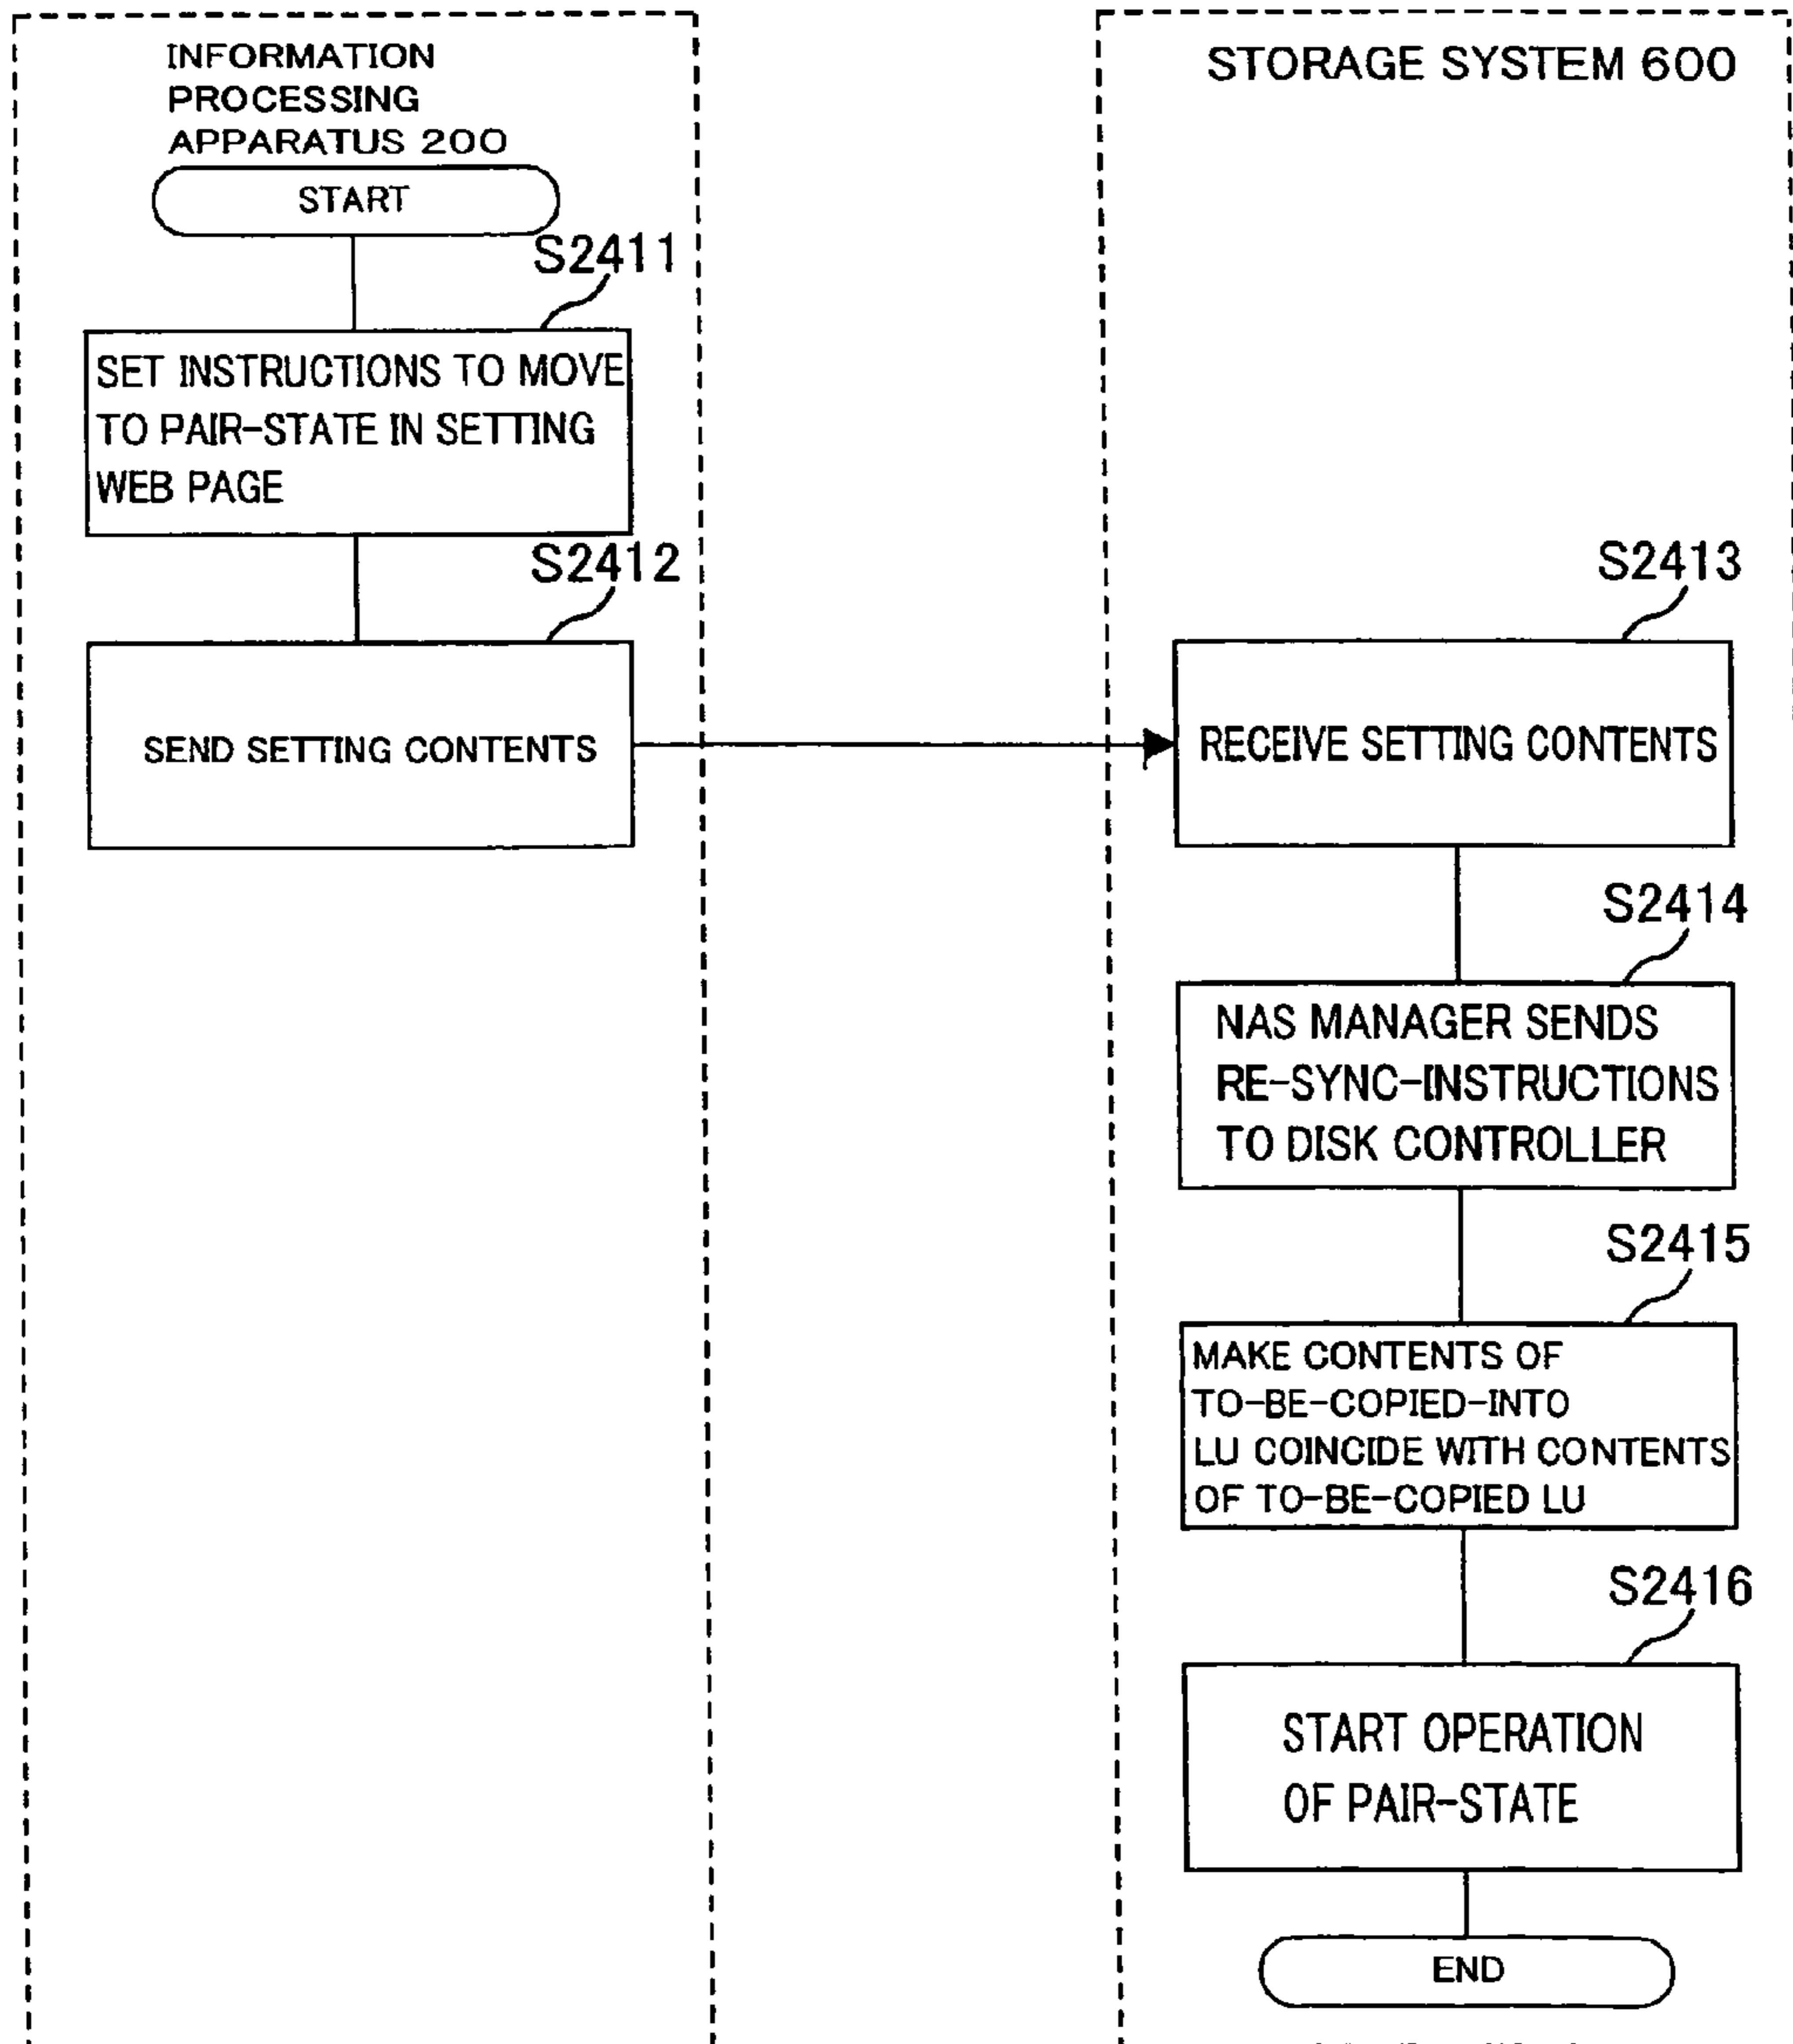 INFORMATION
PROCESSING
APPARATUS 200
START
S2411
SET INSTRUCTIONS TO MOVE
TO PAIR-STATE IN SETTING
WEB PAGE
S2412
SEND SETTING CONTENTS
STORAGE SYSTEM 600
S2413
RECEIVE SETTING CONTENTS
S2414
NAS MANAGER SENDS
RE-SYNC-INSTRUCTIONS
TO DISK CONTROLLER
S2415
MAKE CONTENTS OF
TO-BE-COPIED-INTO
LU COINCIDE WITH CONTENTS
OF TO-BE-COPIED LU
S2416
START OPERATION
OF PAIR-STATE
END